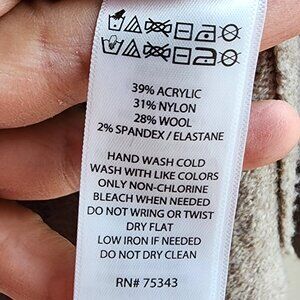 39% ACRYLIC
31% NYLON
28% WOOL
2% SPANDEX / ELASTANE
HAND WASH COLD
WASH WITH LIKE COLORS
ONLY NON-CHLORINE
BLEACH WHEN NEEDED
DO NOT WRING OR TWIST
DRY FLAT
LOW IRON IF NEEDED
DO NOT DRY CLEAN
RN# 75343